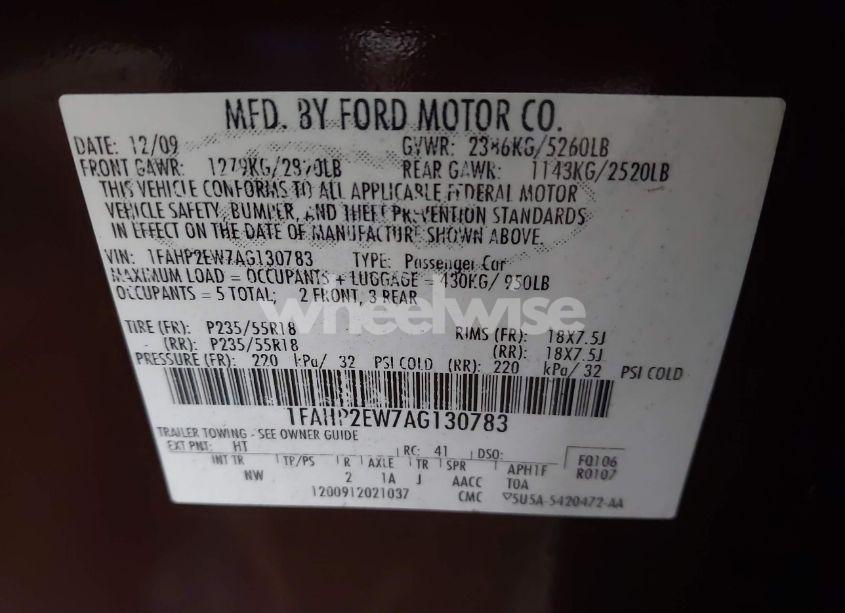 MFD. BY FORD MOTOR CO.
DATE: 12/09 GVWR: 2386KG/5260LB
FRONT GAWR: 1279KG/2820LB REAR GAWR: 1143KG/2520LB
THIS VEHICLE CONFORMS TO ALL APPLICABLE FEDERAL MOTOR
VEHICLE SAFETY, BUMPER, AND THEFT PREVENTION STANDARDS
IN EFFECT ON THE DATE OF MANUFACTURE SHOWN ABOVE.
VIN: 1FAHP2EW7AG130783 TYPE: Passenger Car
MAXIMUM LOAD = OCCUPANTS + LUGGAGE = 430KG/ 950LB
OCCUPANTS = 5 TOTAL; 2 FRONT, 3 REAR
wheelwise
TIRE (FR): P235/55R18 RIMS (FR): 18X7.5J
(RR): P235/55R18 (RR): 18X7.5J
PRESSURE (FR): 220 kPa/ 32 PSI COLD (RR): 220 kPa/ 32 PSI COLD
1FAHP2EW7AG130783
TRAILER TOWING - SEE OWNER GUIDE
EXT PNT: HT RC: 41 DSO: F0106
INT TR TP/PS R AXLE TR SPR APH1F R0107
NW 2 1A J AACC TOA
1200912021037 CMC 5U5A-5420472-AA